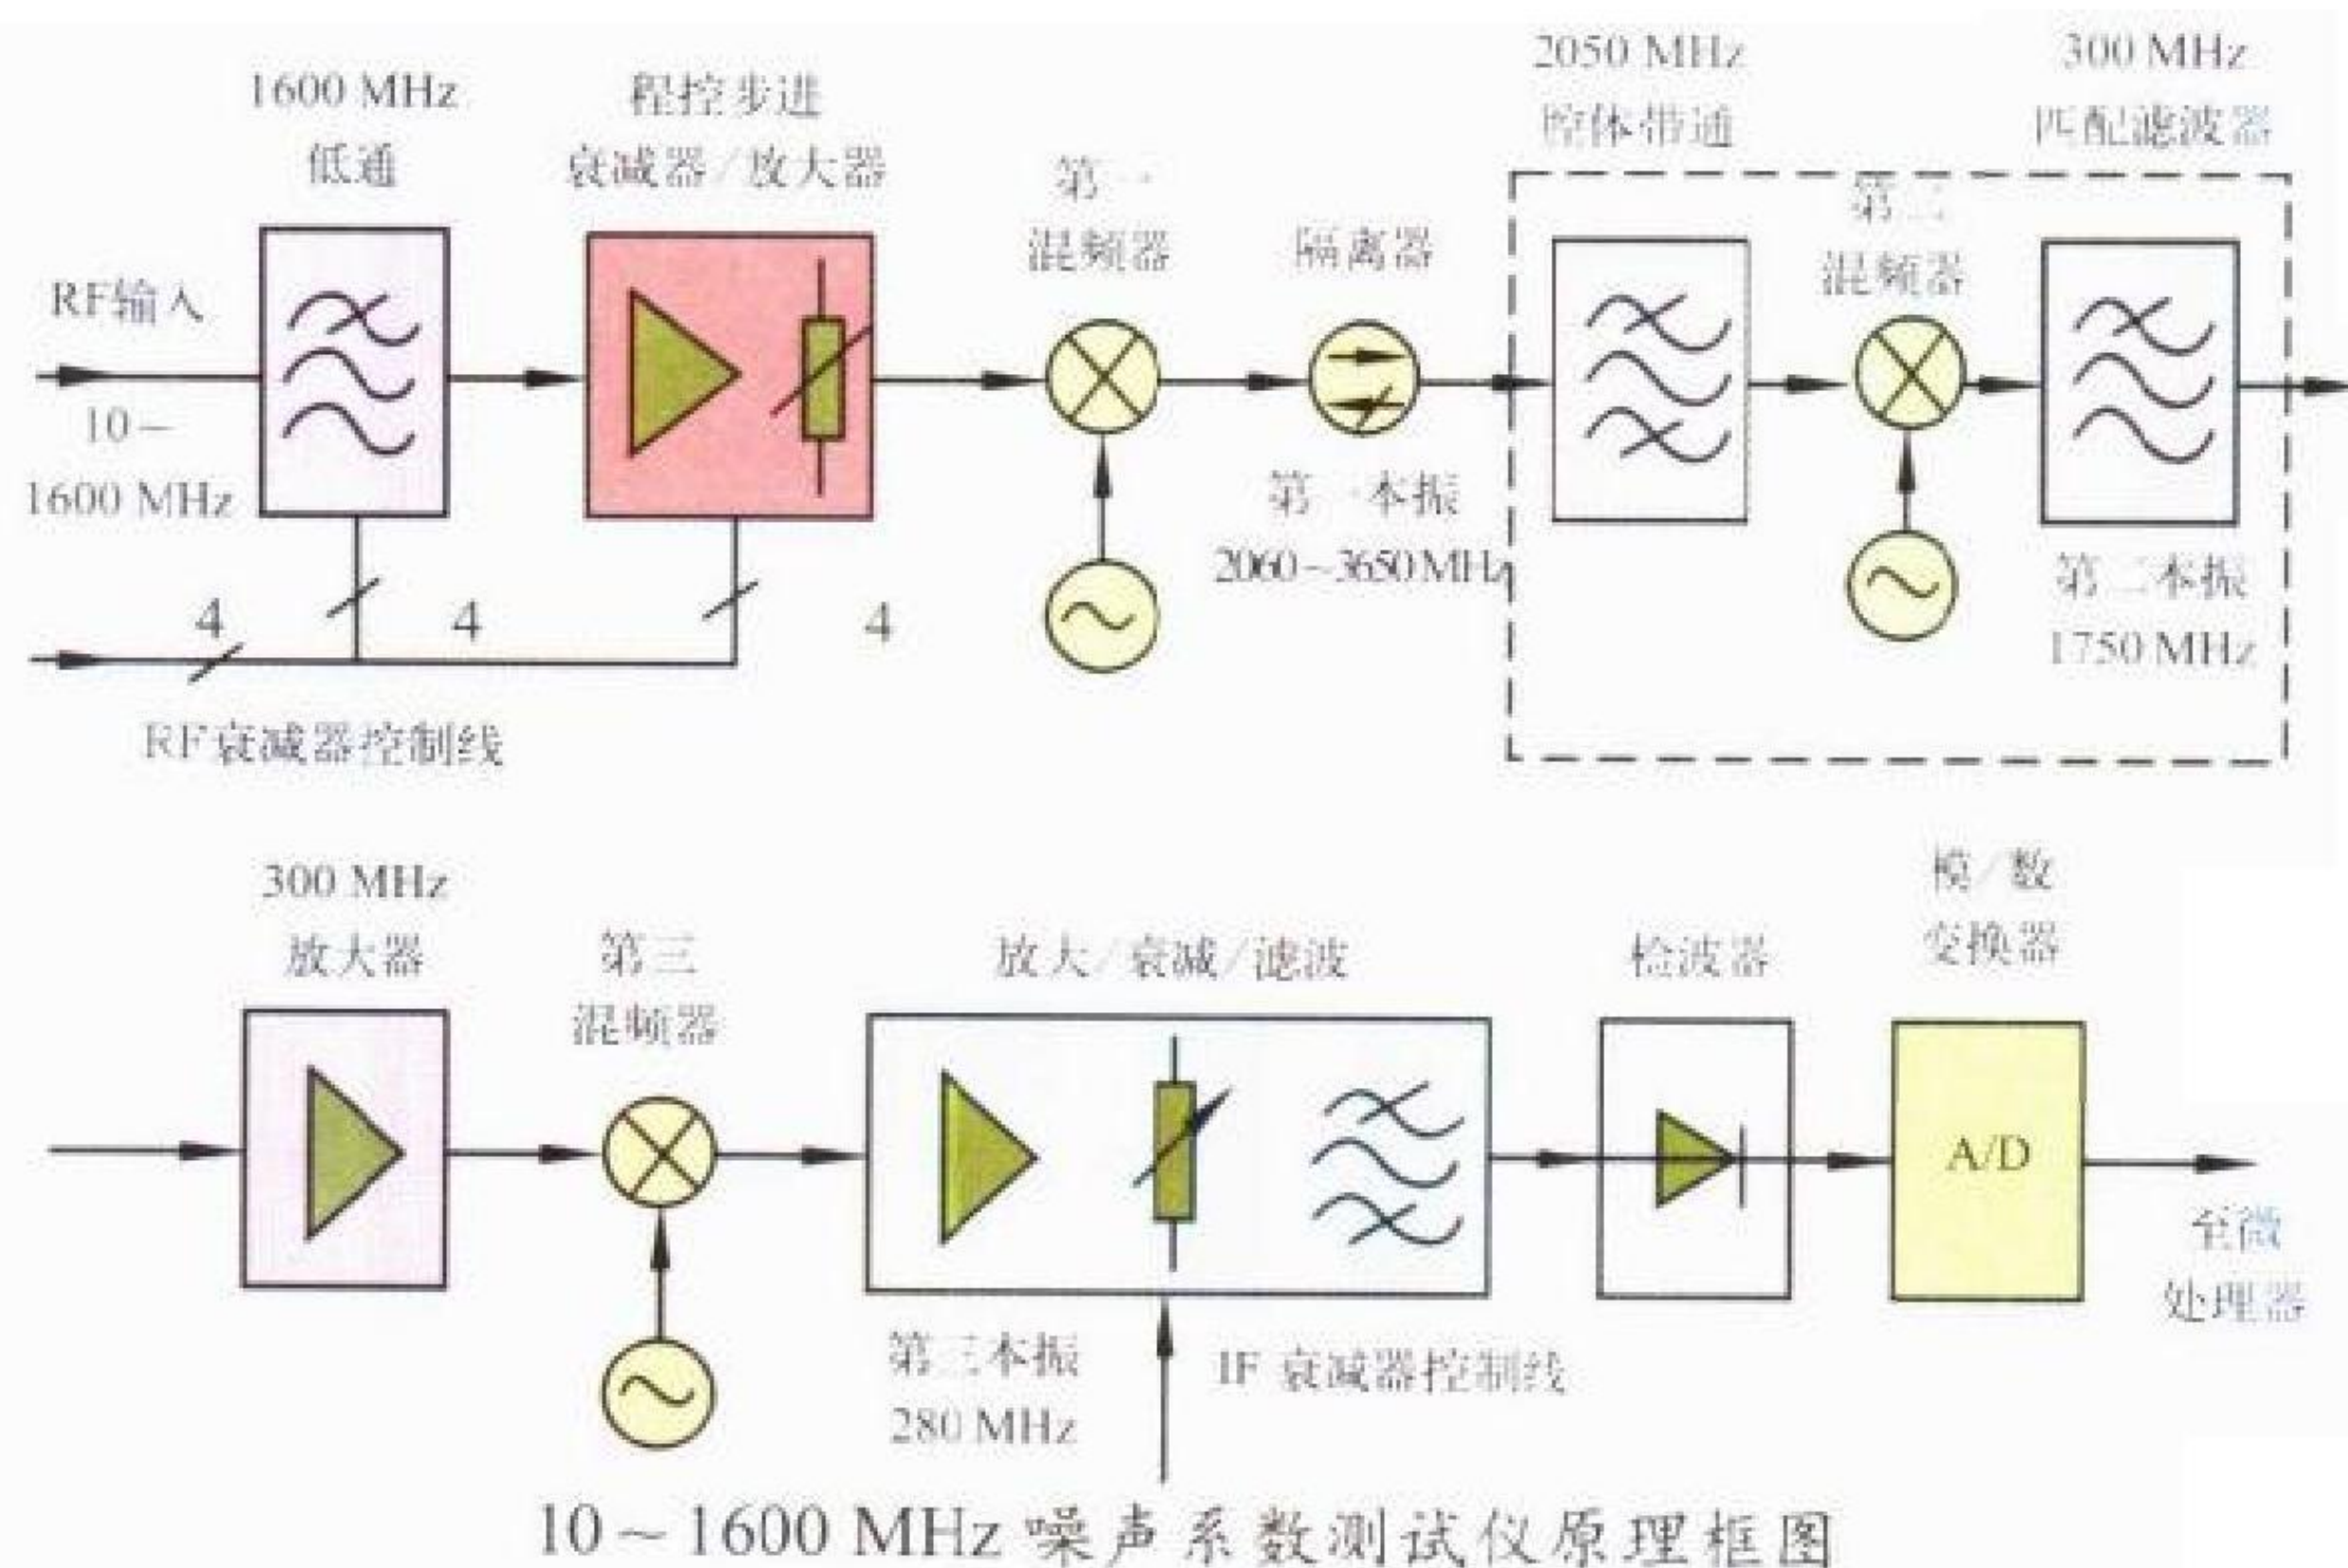 1600 MHz
低通
程控步进
衰减器/放大器
第一
混频器
隔离器
2050 MHz
腔体带通
第二
混频器
300 MHz
匹配滤波器
RF输入
10～
1600 MHz
第一本振
2060～3650MHz
第二本振
1750 MHz
4
4
4
RF衰减器控制线
300 MHz
放大器
第三
混频器
放大/衰减/滤波
检波器
模/数
变换器
A/D
至微
处理器
第三本振
280 MHz
IF 衰减器控制线
10～1600 MHz 噪声系数测试仪原理框图